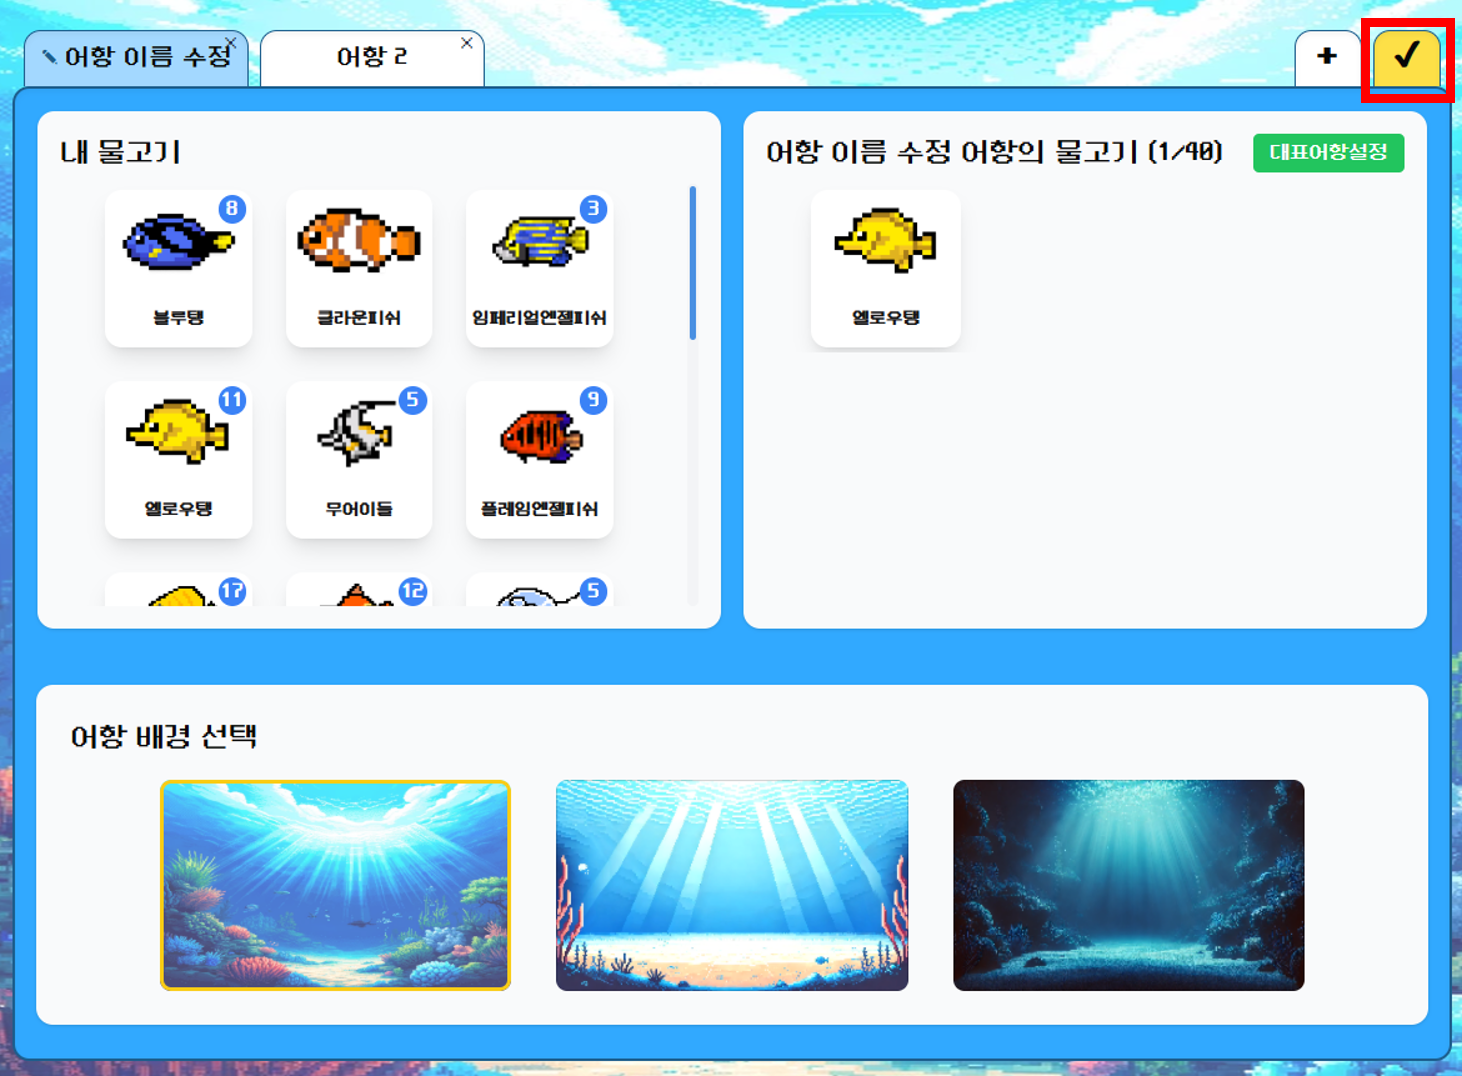 어항 이름 수정 ×
어항 2 ×
+ ✔
내 물고기
8
블루탱
클라운피쉬
3
임페리얼엔젤피쉬
11
옐로우탱
5
무어아이돌
9
플레임엔젤피쉬
17
12
5
어항 이름 수정 어항의 물고기 (1/40)
대표어항설정
옐로우탱
어항 배경 선택